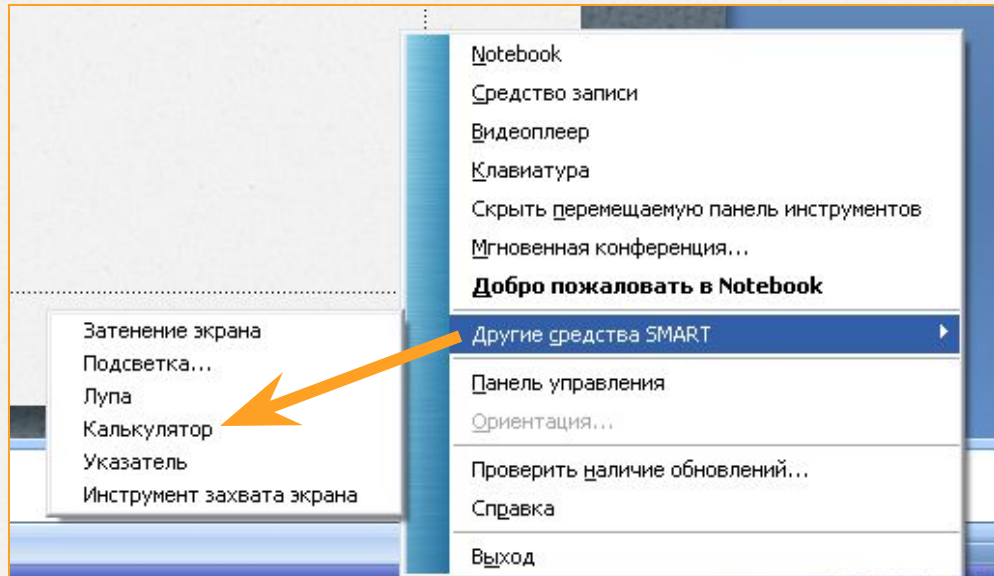 Notebook
Средство записи
Видеоплеер
Клавиатура
Скрыть перемещаемую панель инструментов
Мгновенная конференция...
Добро пожаловать в Notebook
Другие средства SMART
Панель управления
Ориентация...
Проверить наличие обновлений...
Справка
Выход
Затенение экрана
Подсветка...
Лупа
Калькулятор
Указатель
Инструмент захвата экрана